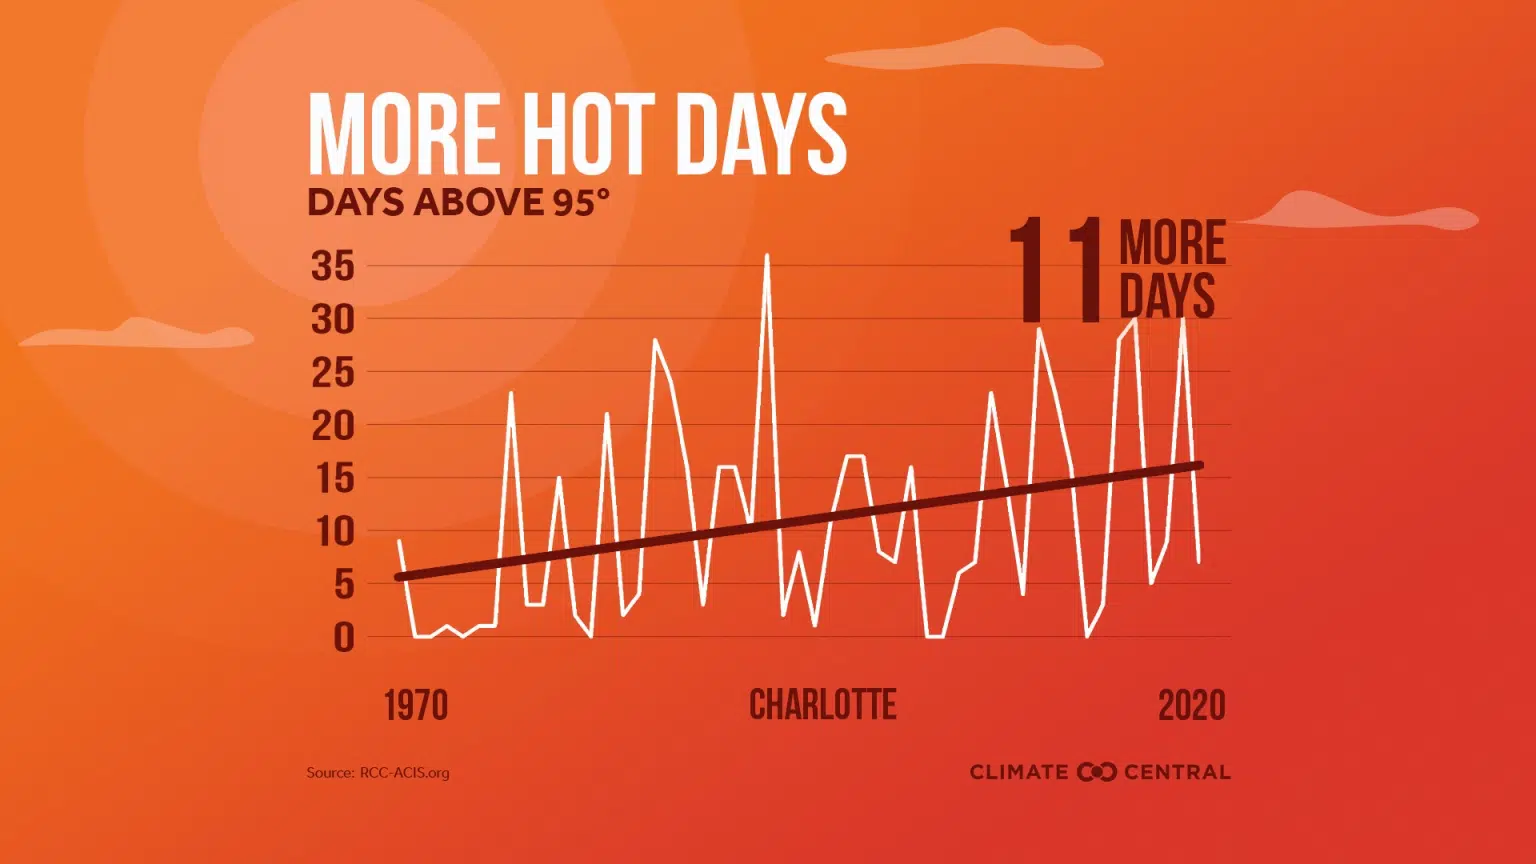 MORE HOT DAYS
DAYS ABOVE 95°
11 MORE DAYS
35
30
25
20
15
10
5
0
1970 CHARLOTTE 2020
Source: RCC-ACIS.org
CLIMATE CENTRAL